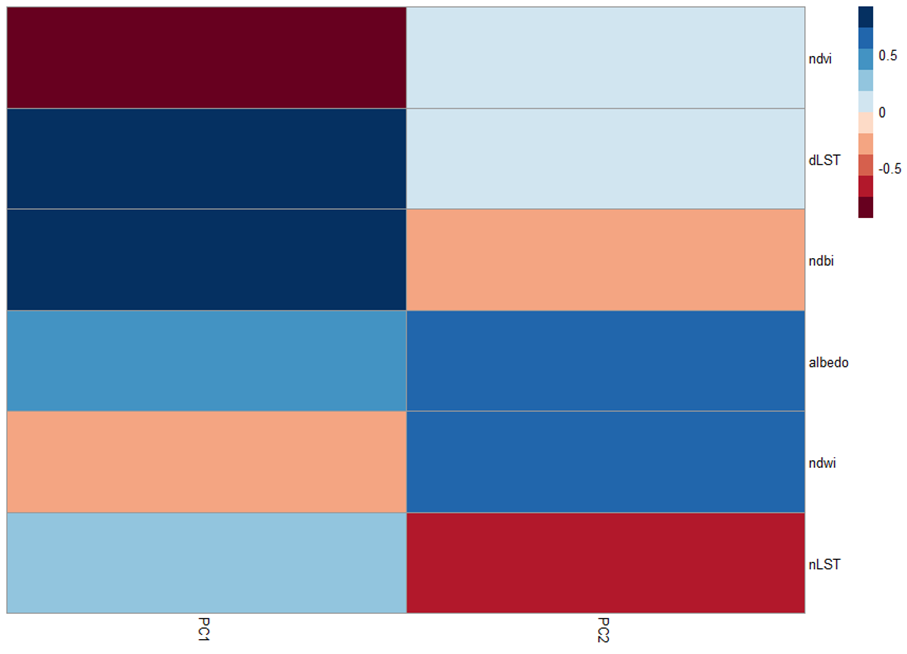 ndvi
dLST
ndbi
albedo
ndwi
nLST
PC1
PC2
0.5
0
-0.5